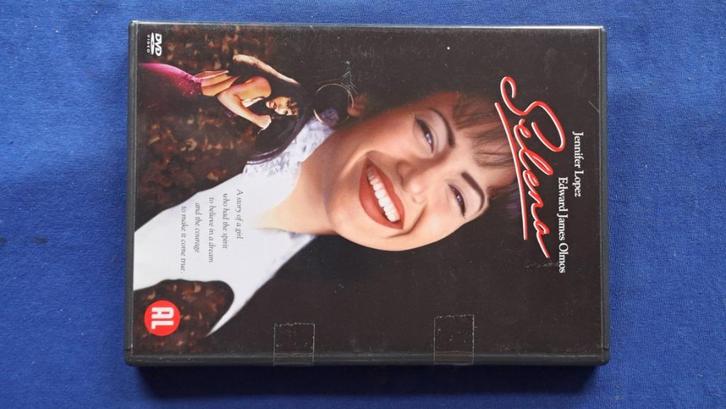 Jennifer Lopez
Edward James Olmos
Selena
A story of a girl
who had the spirit
to believe in a dream
and the courage
to make it come true.
DVD
VIDEO
AL